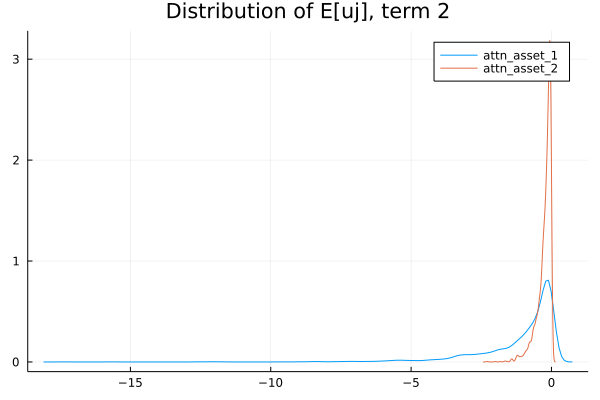 Distribution of E[uj], term 2
attn_asset_1
attn_asset_2
3
2
1
0
−15
−10
−5
0